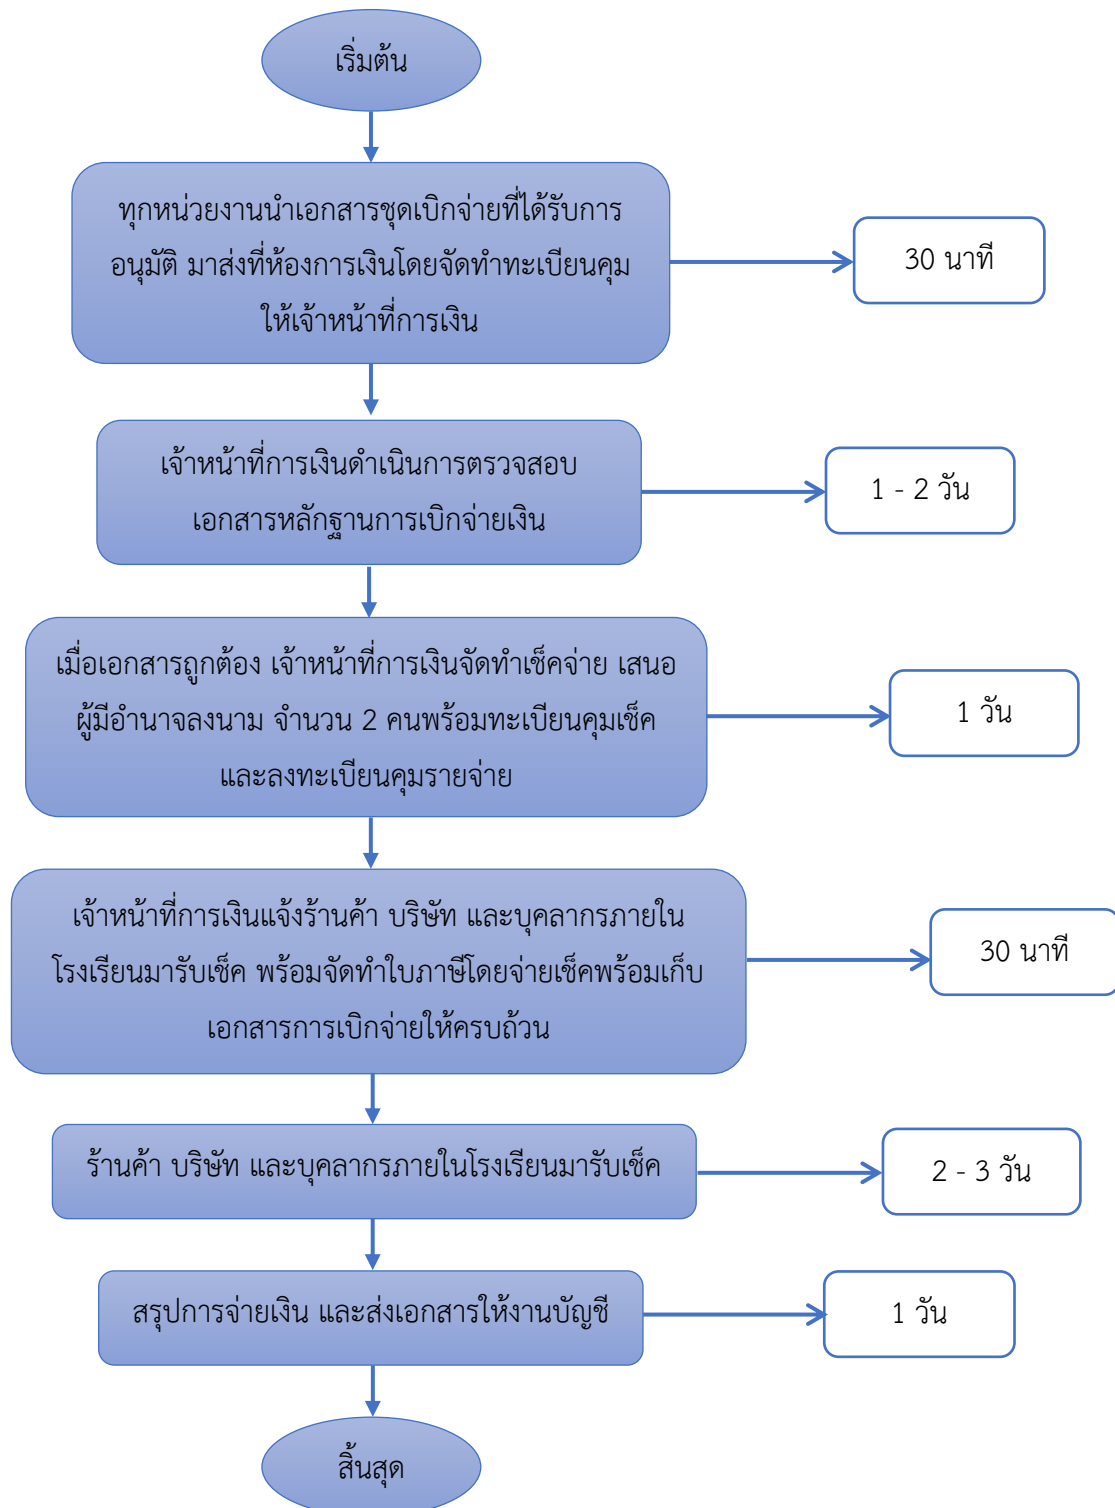 เริ่มต้น
ทุกหน่วยงานนำเอกสารชุดเบิกจ่ายที่ได้รับการ
อนุมัติ มาส่งที่ห้องการเงินโดยจัดทำทะเบียนคุม
ให้เจ้าหน้าที่การเงิน
30 นาที
เจ้าหน้าที่การเงินดำเนินการตรวจสอบ
เอกสารหลักฐานการเบิกจ่ายเงิน
1 - 2 วัน
เมื่อเอกสารถูกต้อง เจ้าหน้าที่การเงินจัดทำเช็คจ่าย เสนอ
ผู้มีอำนาจลงนาม จำนวน 2 คนพร้อมทะเบียนคุมเช็ค
และลงทะเบียนคุมรายจ่าย
1 วัน
เจ้าหน้าที่การเงินแจ้งร้านค้า บริษัท และบุคลากรภายใน
โรงเรียนมารับเช็ค พร้อมจัดทำใบภาษีโดยจ่ายเช็คพร้อมเก็บ
เอกสารการเบิกจ่ายให้ครบถ้วน
30 นาที
ร้านค้า บริษัท และบุคลากรภายในโรงเรียนมารับเช็ค
2 - 3 วัน
สรุปการจ่ายเงิน และส่งเอกสารให้งานบัญชี
1 วัน
สิ้นสุด